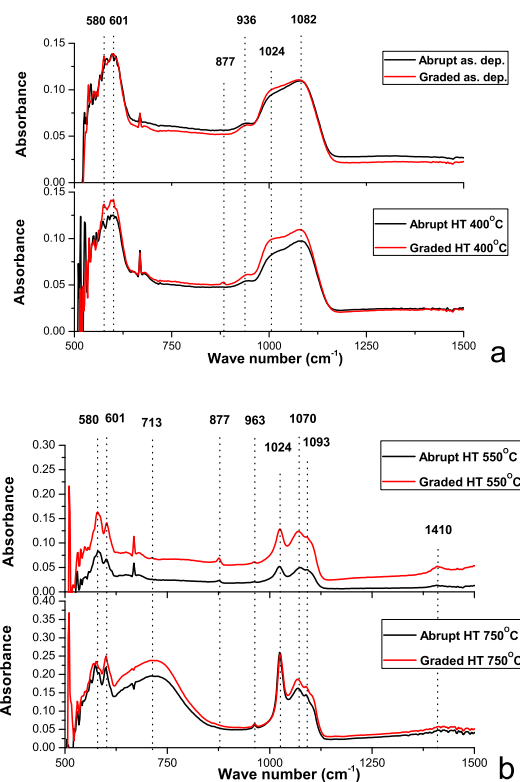 580 601 936 1082
877 1024
Absorbance
0.15
0.10
0.05
0.00
Abrupt as. dep.
Graded as. dep.
Absorbance
0.20
0.15
0.10
0.05
0.00
Abrupt HT 400°C
Graded HT 400°C
500 750 1000 1250 1500
Wave number (cm⁻¹)
a
580 601 713 877 963 1024 1070 1093
1410
Absorbance
0.30
0.25
0.20
0.15
0.10
0.05
0.00
Abrupt HT 550°C
Graded HT 550°C
Absorbance
0.40
0.35
0.30
0.25
0.20
0.15
0.10
0.05
0.00
Abrupt HT 750°C
Graded HT 750°C
500 750 1000 1250 1500
Wave number (cm⁻¹)
b